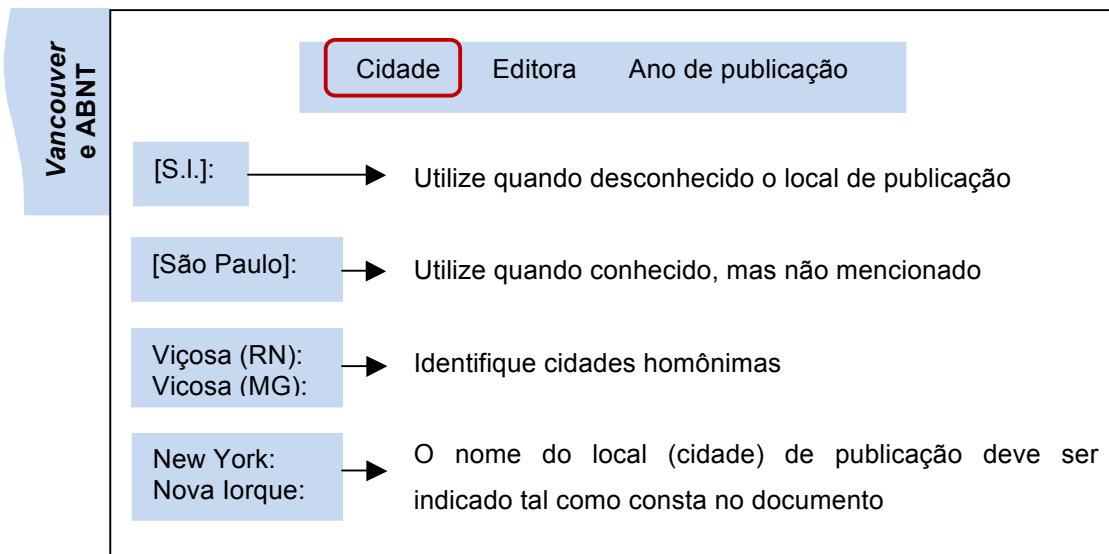 Vancouver
e ABNT
Cidade Editora Ano de publicação
[S.l.]: Utilize quando desconhecido o local de publicação
[São Paulo]: Utilize quando conhecido, mas não mencionado
Viçosa (RN):
Viçosa (MG):
Identifique cidades homônimas
New York:
Nova Iorque:
O nome do local (cidade) de publicação deve ser
indicado tal como consta no documento